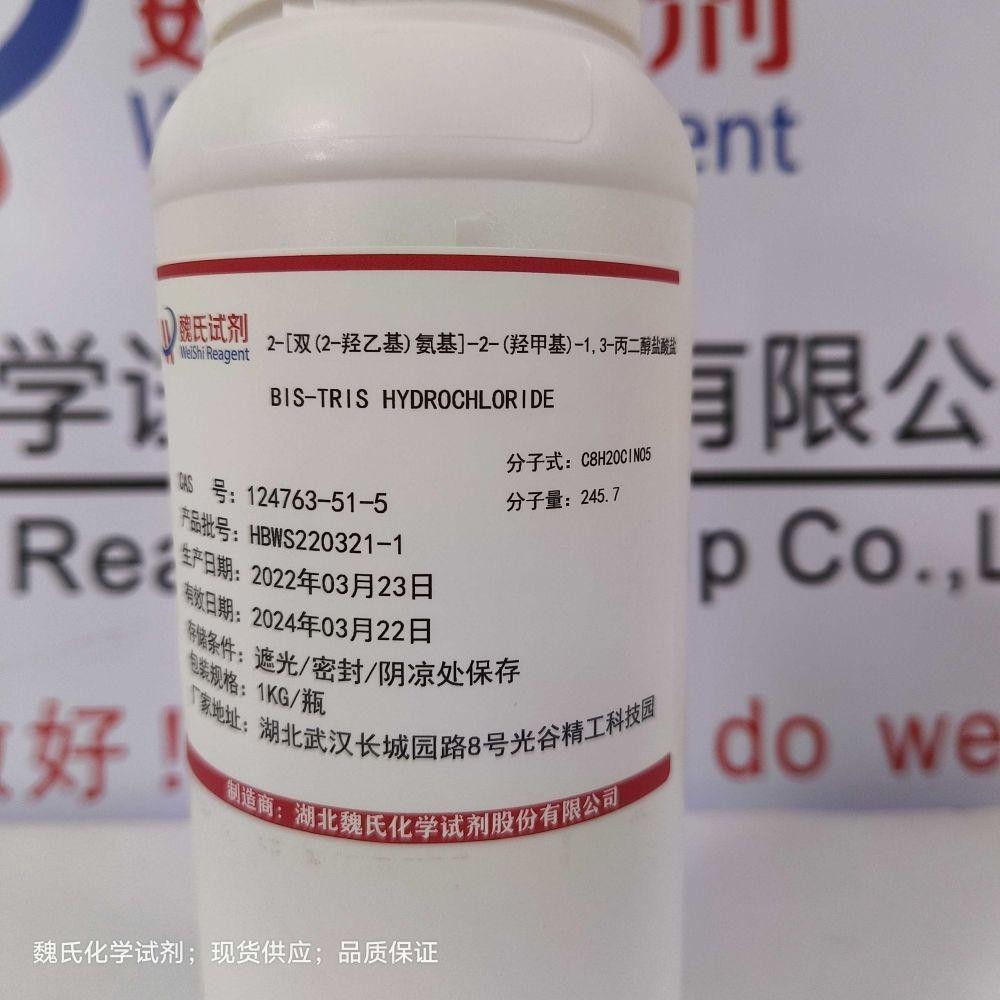 试剂
ent
魏氏试剂
WeiShi Reagent
2-[双(2-羟乙基)氨基]-2-(羟甲基)-1,3-丙二醇盐酸盐
BIS-TRIS HYDROCHLORIDE
分子式：C8H20ClNO5
分子量：245.7
CAS 号：124763-51-5
产品批号：HBWS220321-1
生产日期：2022年03月23日
有效日期：2024年03月22日
存储条件：遮光/密封/阴凉处保存
包装规格：1KG/瓶
厂家地址：湖北武汉长城园路8号光谷精工科技园
制造商：湖北魏氏化学试剂股份有限公司
学试
有限公
Rea
p Co.,L
做好！
do we
魏氏化学试剂；现货供应；品质保证